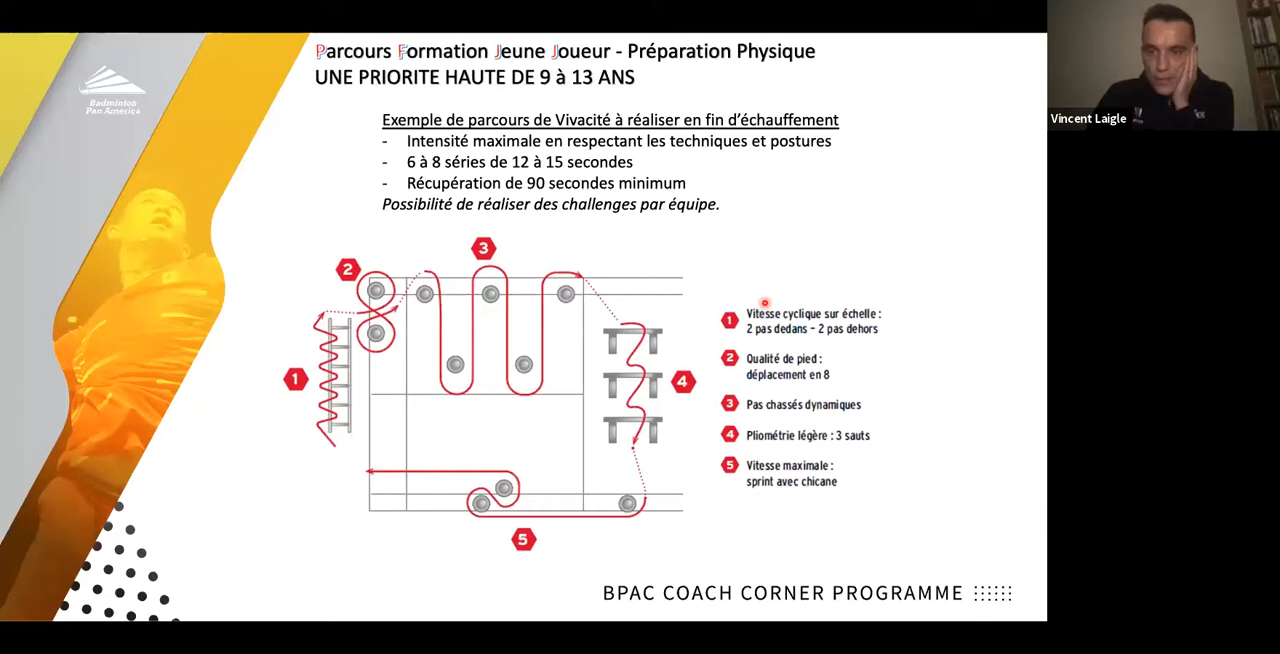 Parcours Formation Jeune Joueur - Préparation Physique
UNE PRIORITE HAUTE DE 9 à 13 ANS
Badminton
Pan America
Vincent Laigle
Exemple de parcours de Vivacité à réaliser en fin d'échauffement
- Intensité maximale en respectant les techniques et postures
- 6 à 8 séries de 12 à 15 secondes
- Récupération de 90 secondes minimum
Possibilité de réaliser des challenges par équipe.
3
2
1
4
5
1 Vitesse cyclique sur échelle :
2 pas dedans - 2 pas dehors
2 Qualité de pied :
déplacement en 8
3 Pas chassés dynamiques
4 Pliométrie légère : 3 sauts
5 Vitesse maximale :
sprint avec chicane
BPAC COACH CORNER PROGRAMME